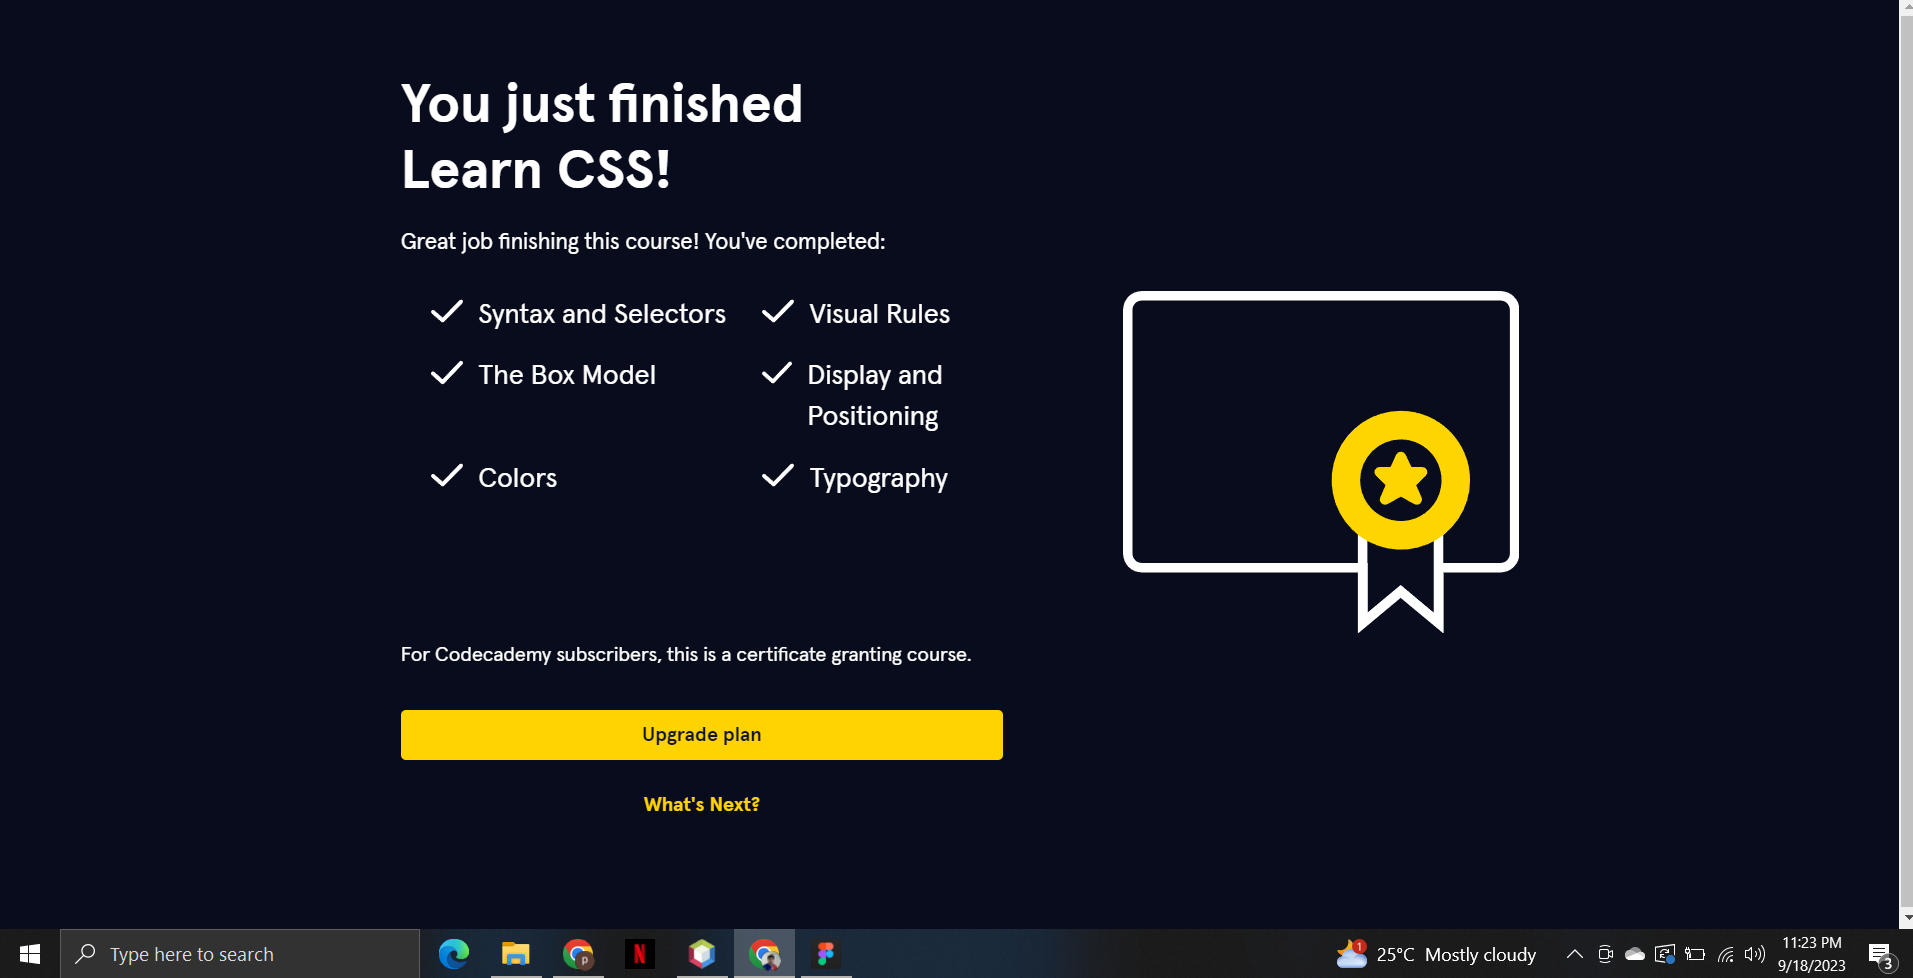 You just finished
Learn CSS!
Great job finishing this course! You've completed:
Syntax and Selectors
Visual Rules
The Box Model
Display and
Positioning
Colors
Typography
For Codecademy subscribers, this is a certificate granting course.
Upgrade plan
What's Next?
Type here to search
N
p
1
25°C Mostly cloudy
11:23 PM
9/18/2023
3